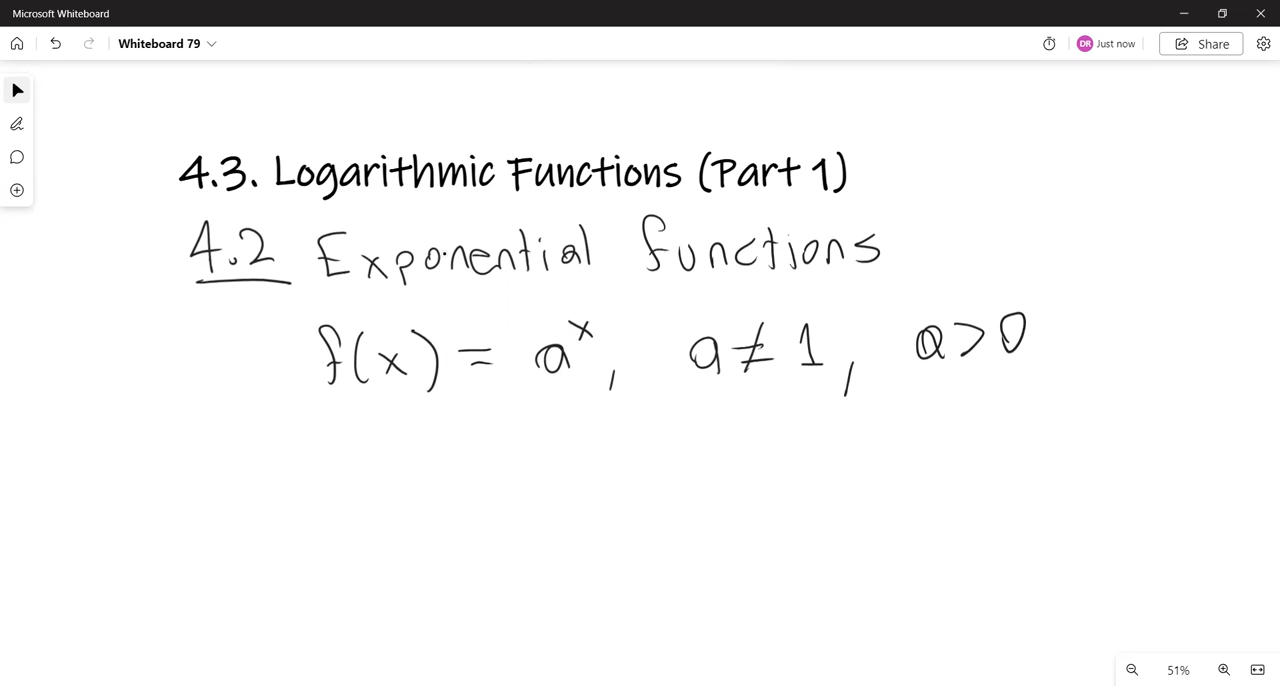 Microsoft Whiteboard
Whiteboard 79
DR Just now
Share
4.3. Logarithmic Functions (Part 1)
4.2 Exponential functions
f(x) = a^x, a ≠ 1, a > 0
51%